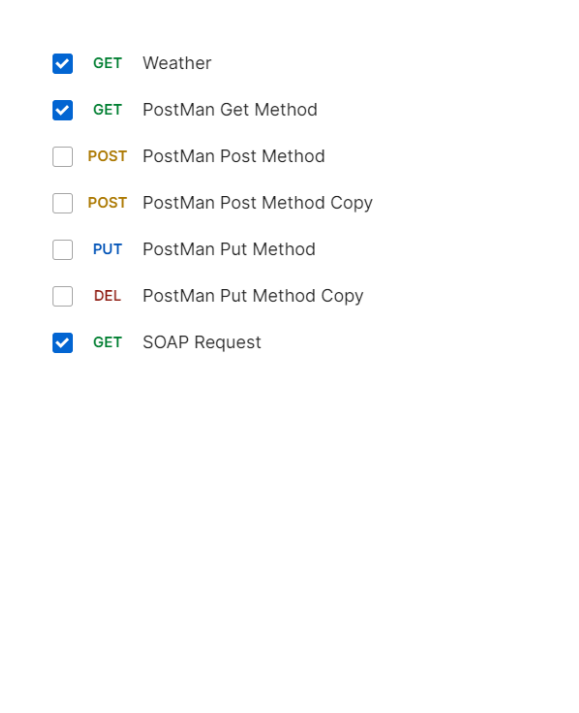 GET Weather
GET PostMan Get Method
POST PostMan Post Method
POST PostMan Post Method Copy
PUT PostMan Put Method
DEL PostMan Put Method Copy
GET SOAP Request